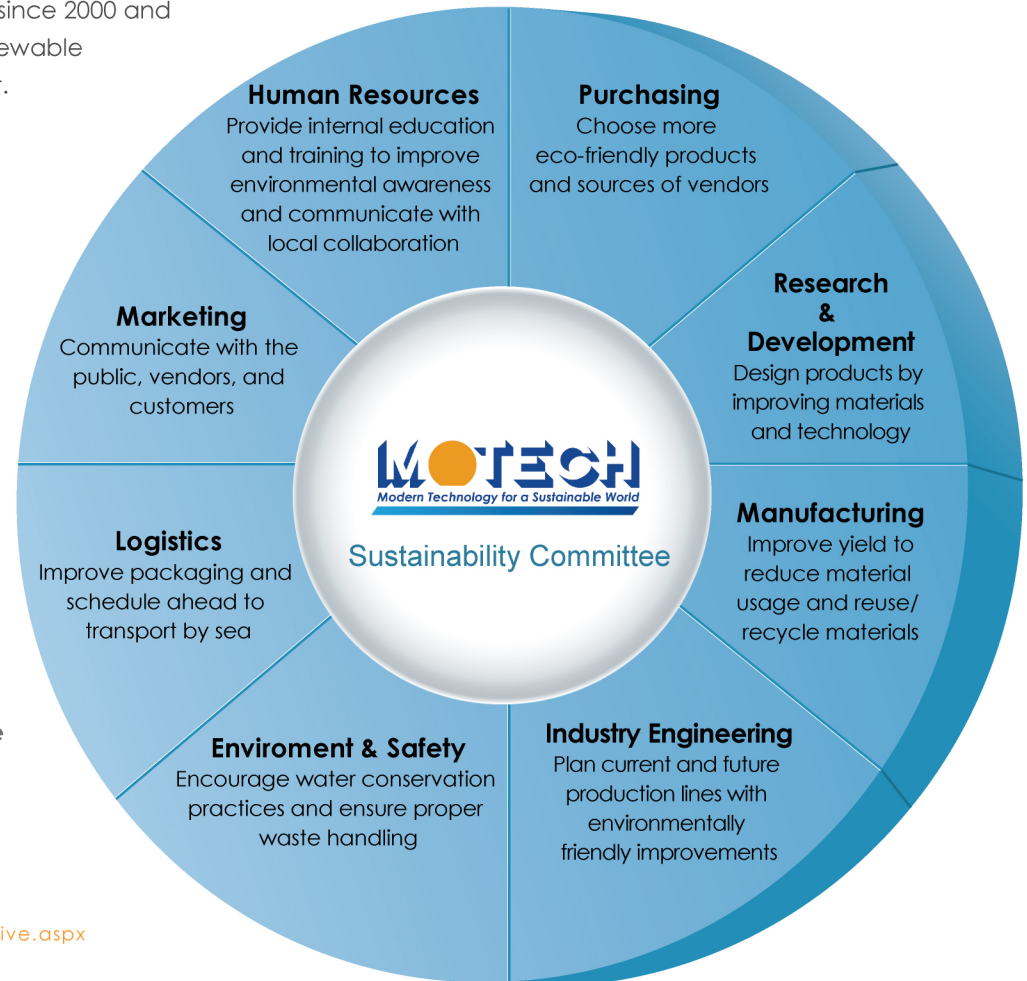 since 2000 and
Human Resources
Provide internal education
and training to improve
environmental awareness
and communicate with
local collaboration
Purchasing
Choose more
eco-friendly products
and sources of vendors
Research
&
Development
Design products by
improving materials
and technology
Manufacturing
Improve yield to
reduce material
usage and reuse/
recycle materials
Industry Engineering
Plan current and future
production lines with
environmentally
friendly improvements
Enviroment & Safety
Encourage water conservation
practices and ensure proper
waste handling
Logistics
Improve packaging and
schedule ahead to
transport by sea
Marketing
Communicate with the
public, vendors, and
customers
MOTECH
Modern Technology for a Sustainable World
Sustainability Committee
ive.aspx